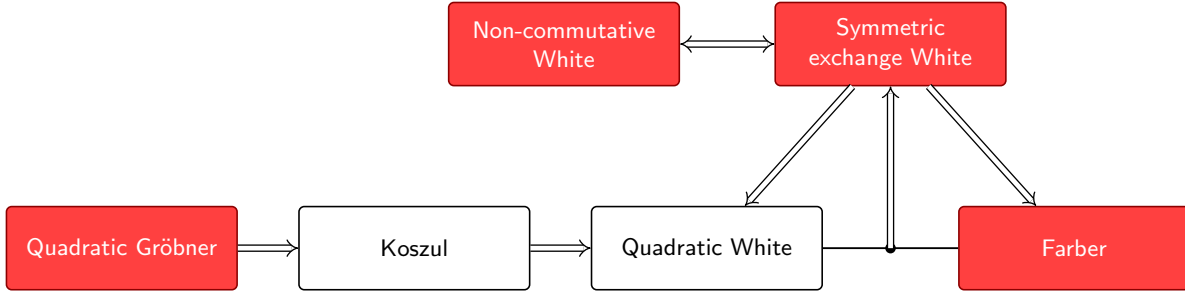 Non-commutative
White
Symmetric
exchange White
Quadratic Gröbner
Koszul
Quadratic White
Farber